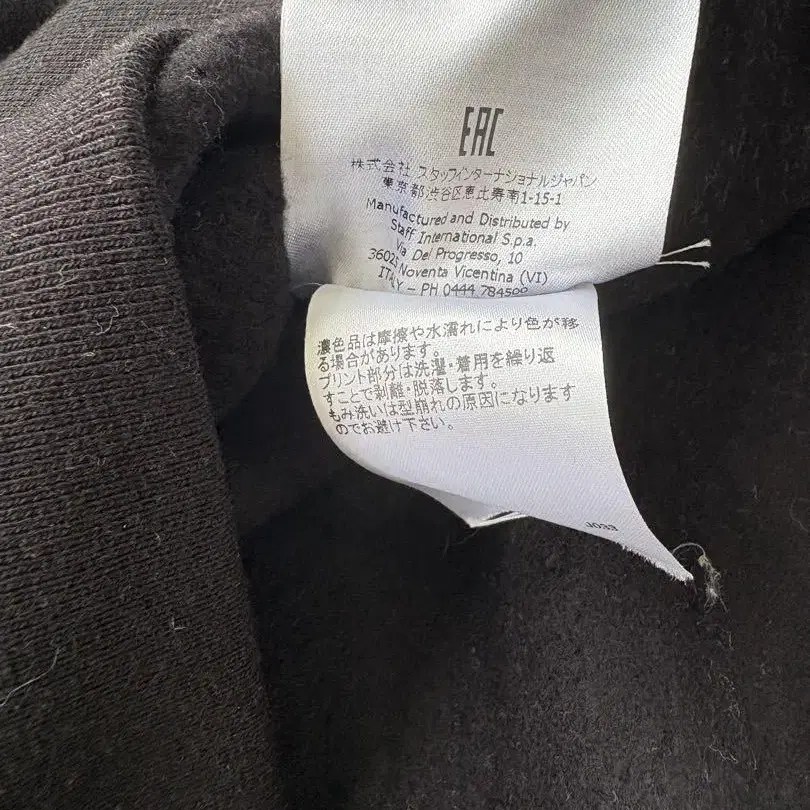 EAC
株式会社 スタッフインターナショナルジャパン
東京都渋谷区恵比寿南1-15-1
Manufactured and Distributed by
Staff International S.p.a.
Via Del Progresso, 10
36025 Noventa Vicentina (VI)
ITALY - PH 0444 784500
濃色品は摩擦や水濡れにより色が移
る場合があります。
プリント部分は洗濯・着用を繰り返
すことで剥離・脱落します。
もみ洗いは型崩れの原因になります
のでお避け下さい。
J033